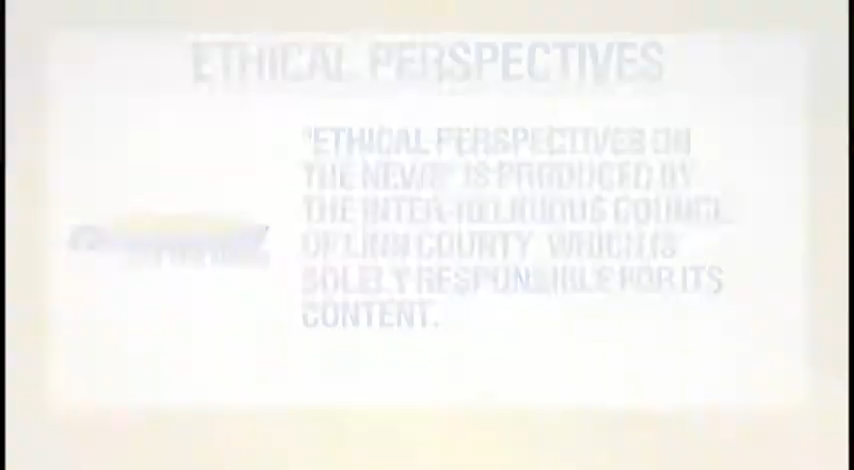 ETHICAL PERSPECTIVES
"ETHICAL PERSPECTIVES ON
THE NEWS" IS PRODUCED BY
THE INTER-RELIGIOUS COUNCIL
OF LINN COUNTY, WHICH IS
SOLELY RESPONSIBLE FOR ITS
CONTENT.